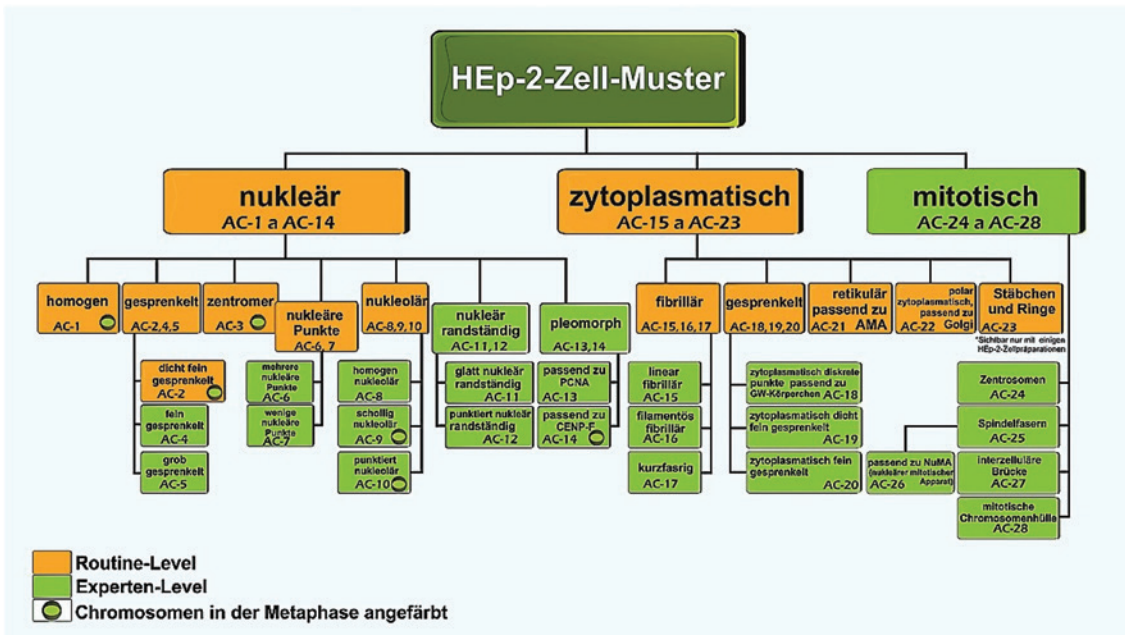 HEp-2-Zell-Muster
nukleär
AC-1 a AC-14
zytoplasmatisch
AC-15 a AC-23
mitotisch
AC-24 a AC-28
homogen
AC-1
gesprenkelt
AC-2,4,5
zentromer
AC-3
nukleäre
Punkte
AC-6, 7
nukleolär
AC-8,9,10
nukleär
randständig
AC-11,12
pleomorph
AC-13,14
fibrillär
AC-15,16,17
gesprenkelt
AC-18,19,20
retikulär
passend zu
AC-21 AMA
polar
zytoplasmatisch,
passend zu
AC-22 Golgi
Stäbchen
und Ringe
AC-23
*Sichtbar nur mit einigen
HEp-2-Zellpräparationen
dicht fein
gesprenkelt
AC-2
fein
gesprenkelt
AC-4
grob
gesprenkelt
AC-5
mehrere
nukleäre
Punkte
AC-6
wenige
nukleäre
Punkte
AC-7
homogen
nukleolär
AC-8
schollig
nukleolär
AC-9
punktiert
nukleolär
AC-10
glatt nukleär
randständig
AC-11
punktiert nukleär
randständig
AC-12
passend zu
PCNA
AC-13
passend zu
CENP-F
AC-14
linear
fibrillär
AC-15
filamentös
fibrillär
AC-16
kurzfasrig
AC-17
zytoplasmatisch diskrete
punkte passend zu
GW-Körperchen AC-18
zytoplasmatisch dicht
fein gesprenkelt
AC-19
zytoplasmatisch fein
gesprenkelt
AC-20
passend zu NuMA
(nukleärer mitotischer
AC-26 Apparat)
Zentrosomen
AC-24
Spindelfasern
AC-25
interzelluläre
Brücke
AC-27
mitotische
Chromosomenhülle
AC-28
Routine-Level
Experten-Level
Chromosomen in der Metaphase angefärbt